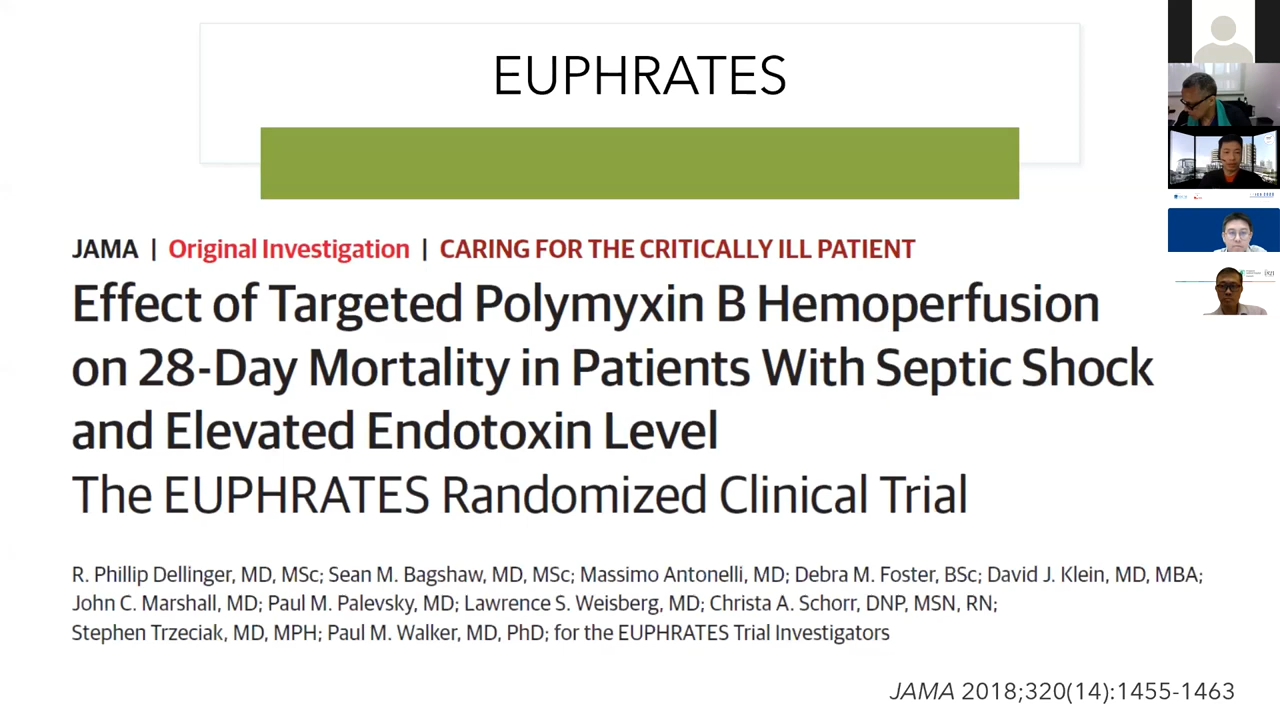 EUPHRATES
JAMA | Original Investigation | CARING FOR THE CRITICALLY ILL PATIENT
Effect of Targeted Polymyxin B Hemoperfusion
on 28-Day Mortality in Patients With Septic Shock
and Elevated Endotoxin Level
The EUPHRATES Randomized Clinical Trial
R. Phillip Dellinger, MD, MSc; Sean M. Bagshaw, MD, MSc; Massimo Antonelli, MD; Debra M. Foster, BSc; David J. Klein, MD, MBA;
John C. Marshall, MD; Paul M. Palevsky, MD; Lawrence S. Weisberg, MD; Christa A. Schorr, DNP, MSN, RN;
Stephen Trzeciak, MD, MPH; Paul M. Walker, MD, PhD; for the EUPHRATES Trial Investigators
JAMA 2018;320(14):1455-1463